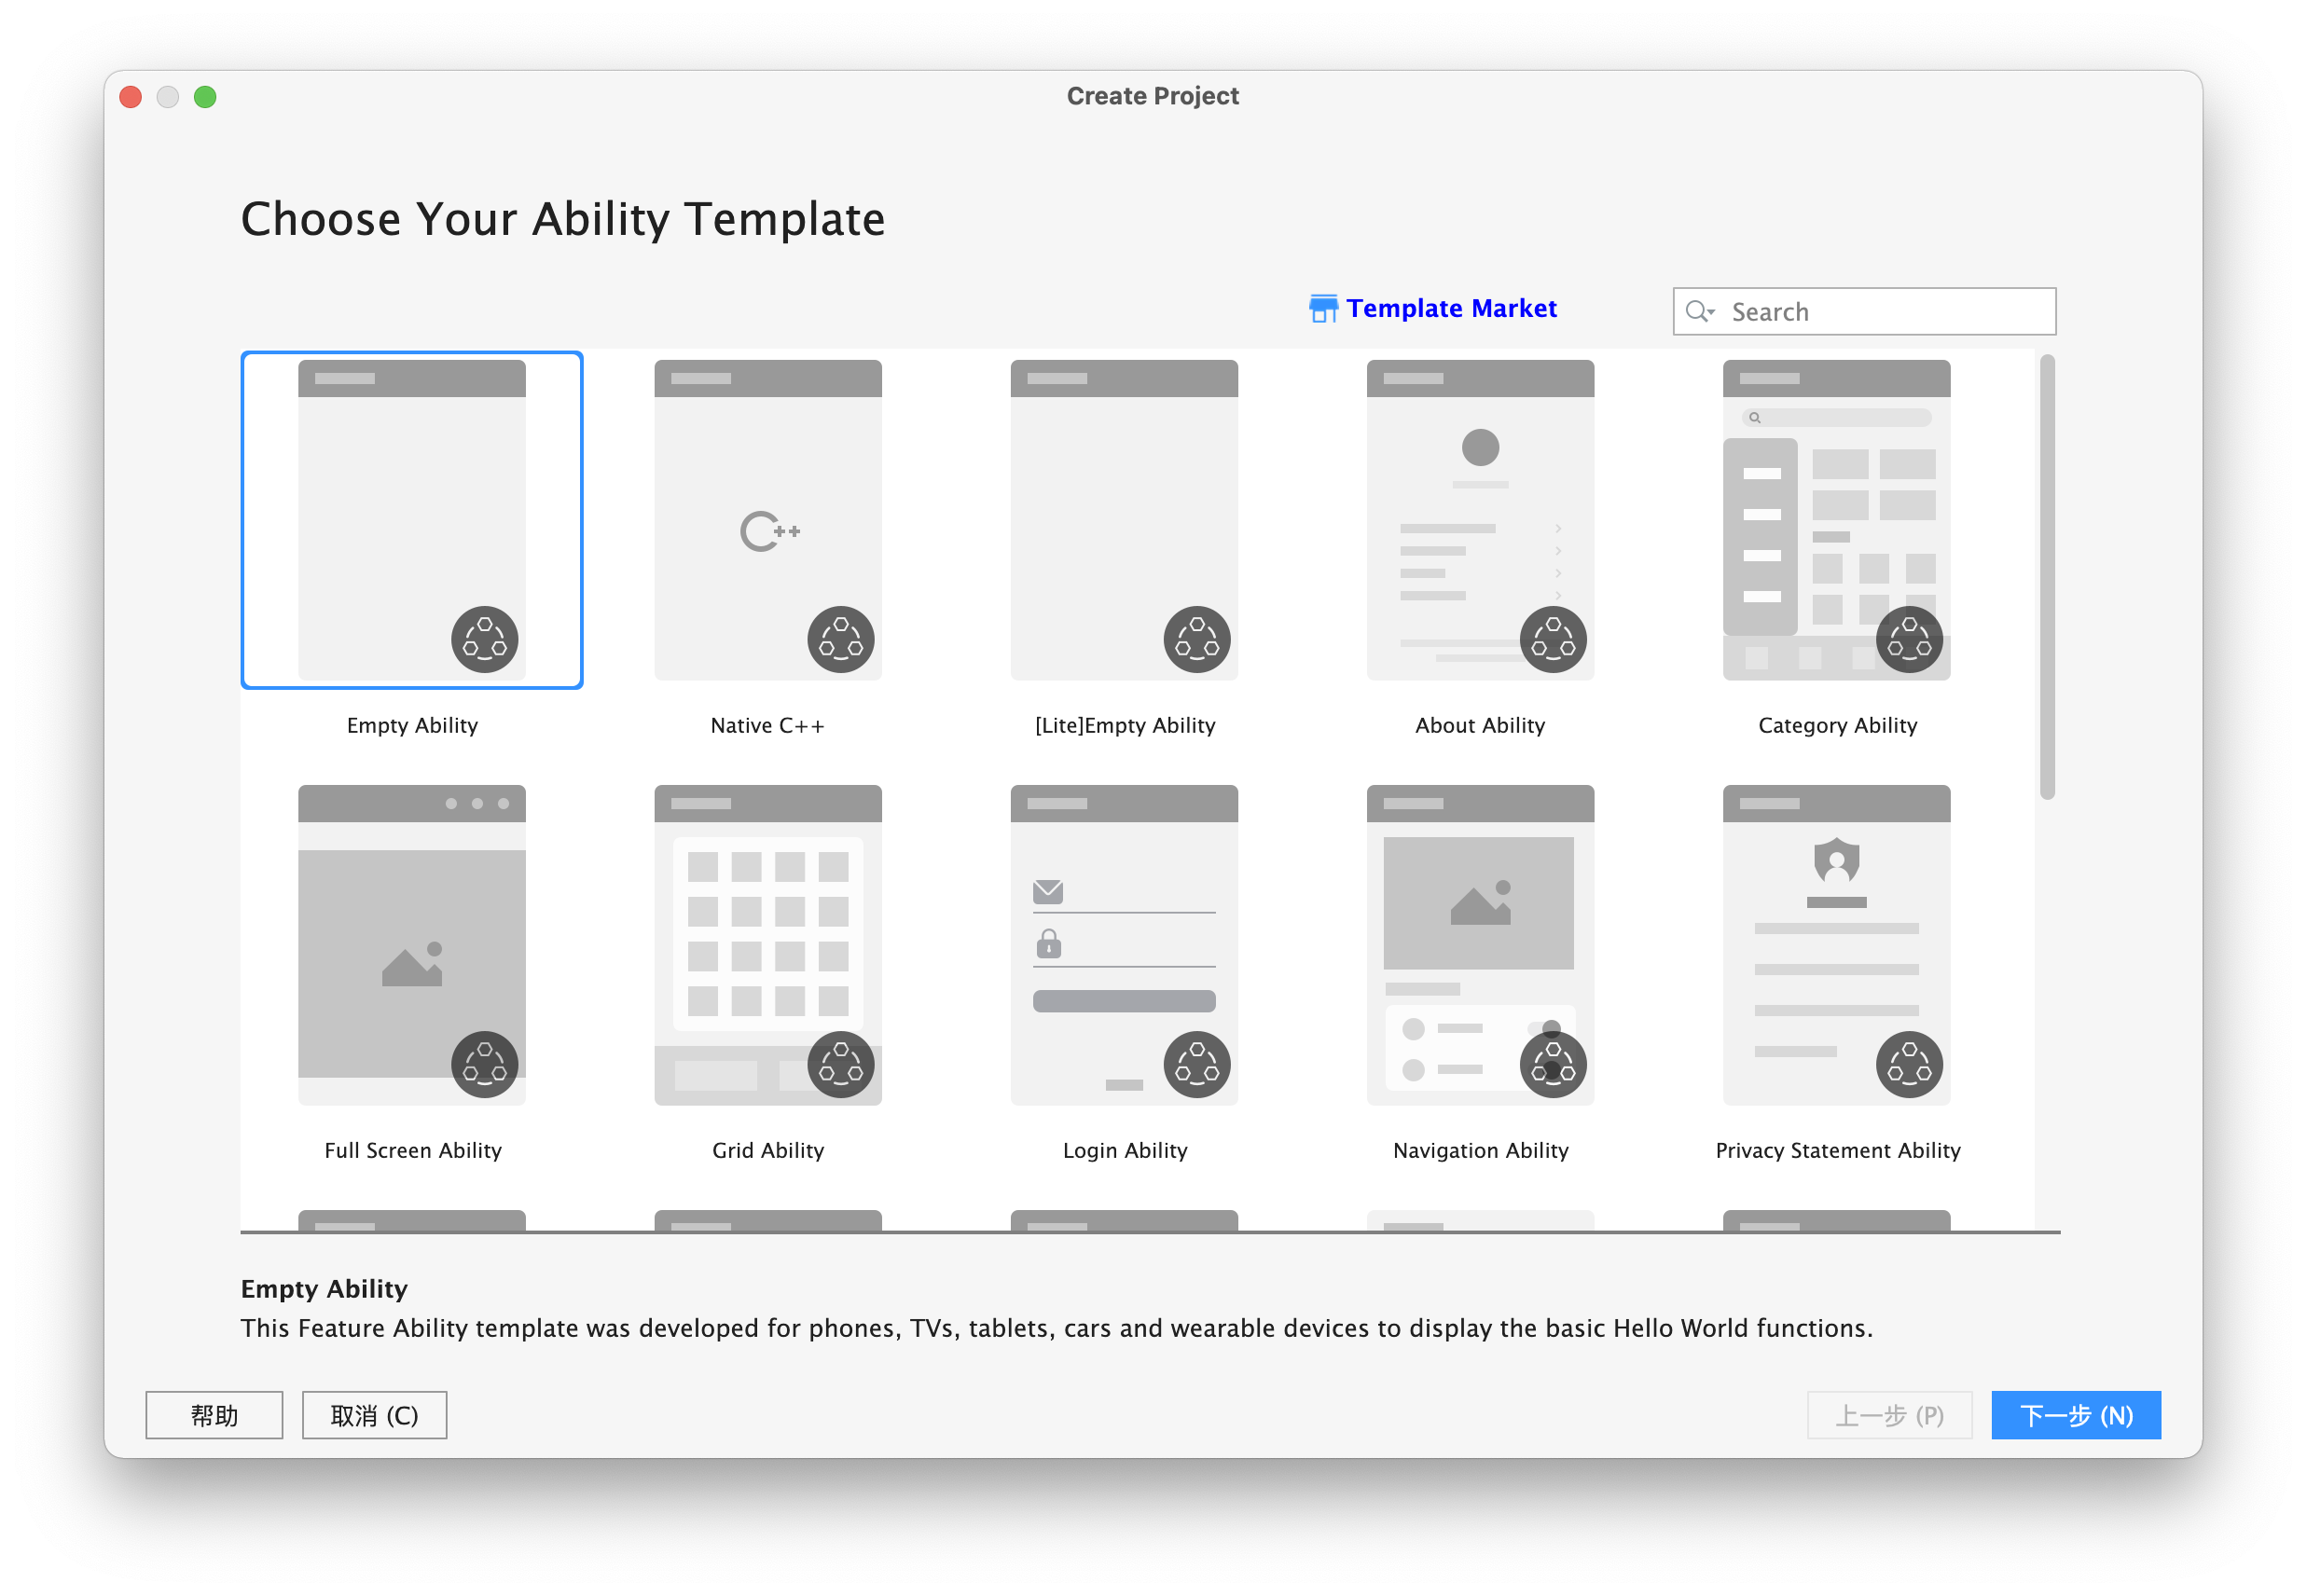 Create Project
Choose Your Ability Template
Template Market
Search
C++
Empty Ability
Native C++
[Lite]Empty Ability
About Ability
Category Ability
Full Screen Ability
Grid Ability
Login Ability
Navigation Ability
Privacy Statement Ability
Empty Ability
This Feature Ability template was developed for phones, TVs, tablets, cars and wearable devices to display the basic Hello World functions.
帮助
取消 (C)
上一步 (P)
下一步 (N)